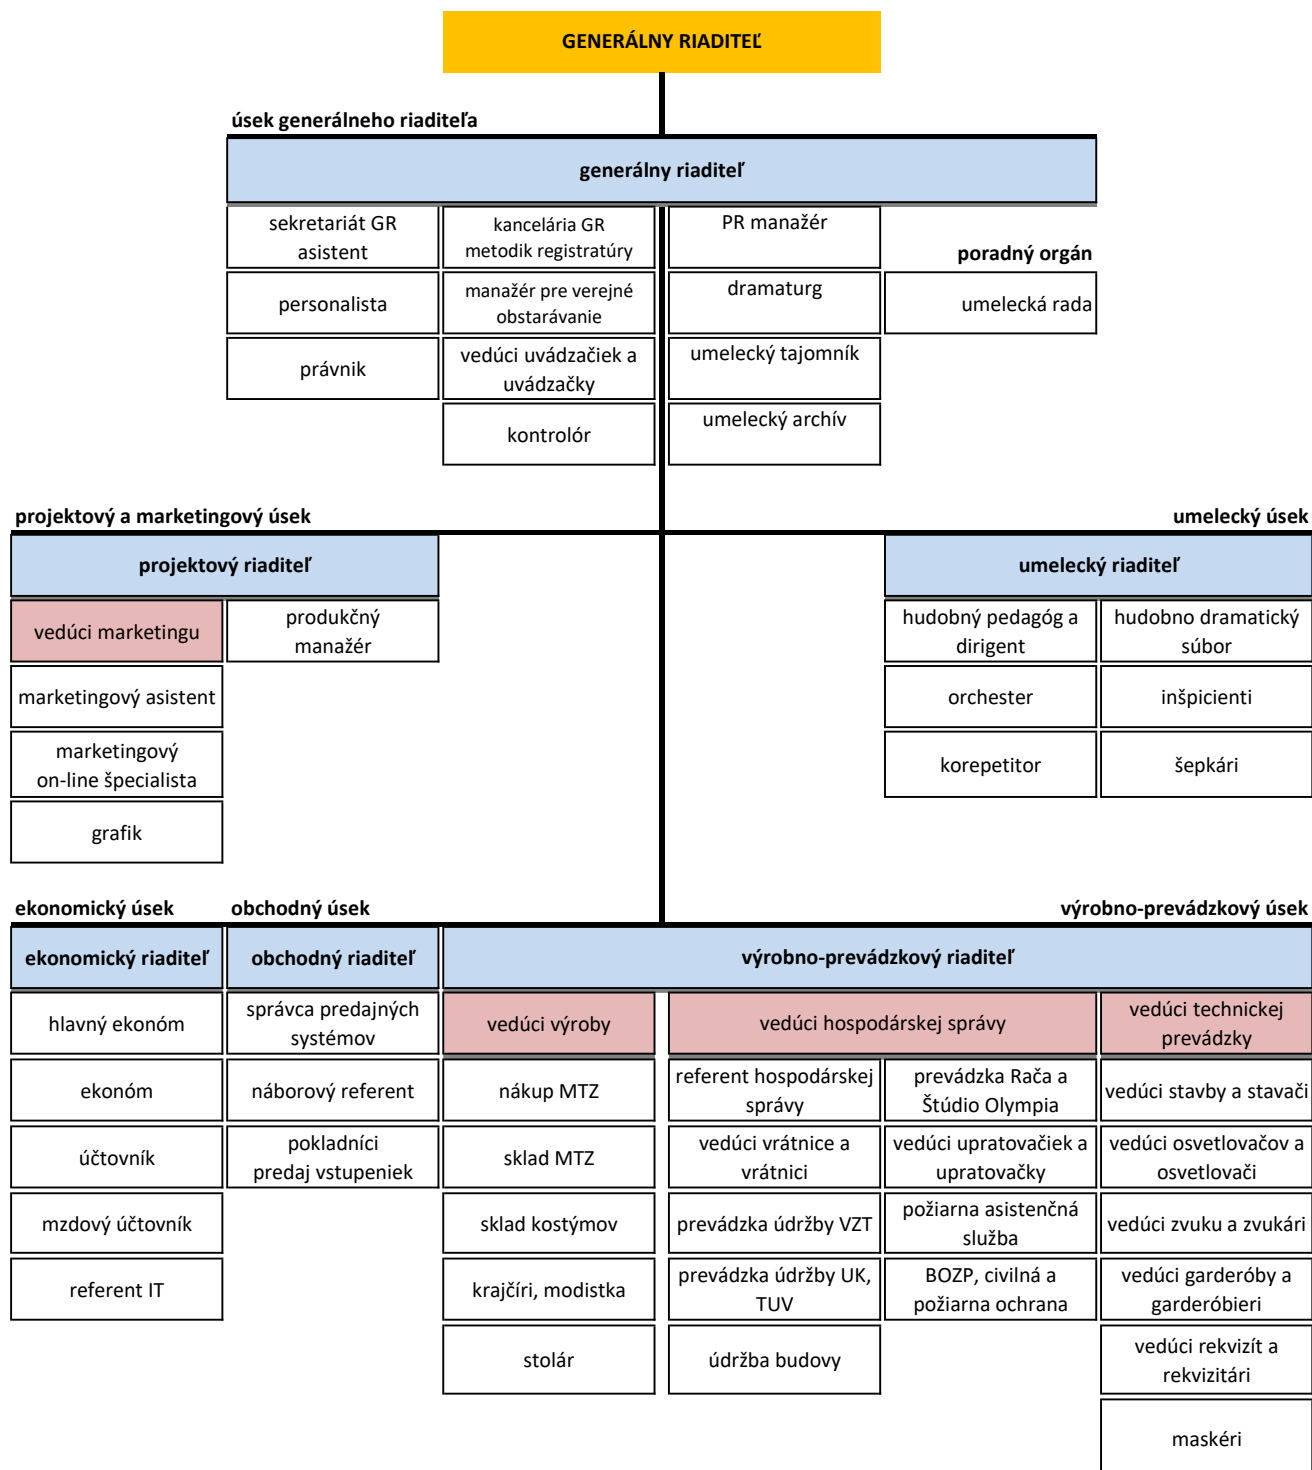 GENERÁLNY RIADITEĽ
úsek generálneho riaditeľa
generálny riaditeľ
sekretariát GR
asistent
kancelária GR
metodik registratúry
PR manažér
poradný orgán
personalista
manažér pre verejné
obstarávanie
dramaturg
umelecká rada
právnik
vedúci uvádzačiek a
uvádzačky
umelecký tajomník
kontrolór
umelecký archív
projektový a marketingový úsek
umelecký úsek
projektový riaditeľ
umelecký riaditeľ
vedúci marketingu
produkčný
manažér
hudobný pedagóg a
dirigent
hudobno dramatický
súbor
marketingový asistent
orchester
inšpicienti
marketingový
on-line špecialista
korepetitor
šepkári
grafik
ekonomický úsek
obchodný úsek
výrobno-prevádzkový úsek
ekonomický riaditeľ
obchodný riaditeľ
výrobno-prevádzkový riaditeľ
hlavný ekonóm
správca predajných
systémov
vedúci výroby
vedúci hospodárskej správy
vedúci technickej
prevádzky
ekonóm
náborový referent
nákup MTZ
referent hospodárskej
správy
prevádzka Rača a
Štúdio Olympia
vedúci stavby a stavači
účtovník
pokladníci
predaj vstupeniek
sklad MTZ
vedúci vrátnice a
vrátnici
vedúci upratovačiek a
upratovačky
vedúci osvetlovačov a
osvetlovači
mzdový účtovník
sklad kostýmov
prevádzka údržby VZT
požiarna asistenčná
služba
vedúci zvuku a zvukári
referent IT
krajčíri, modistka
prevádzka údržby UK,
TUV
BOZP, civilná a
požiarna ochrana
vedúci garderóby a
garderóbieri
stolár
údržba budovy
vedúci rekvizít a
rekvizitári
maskéri